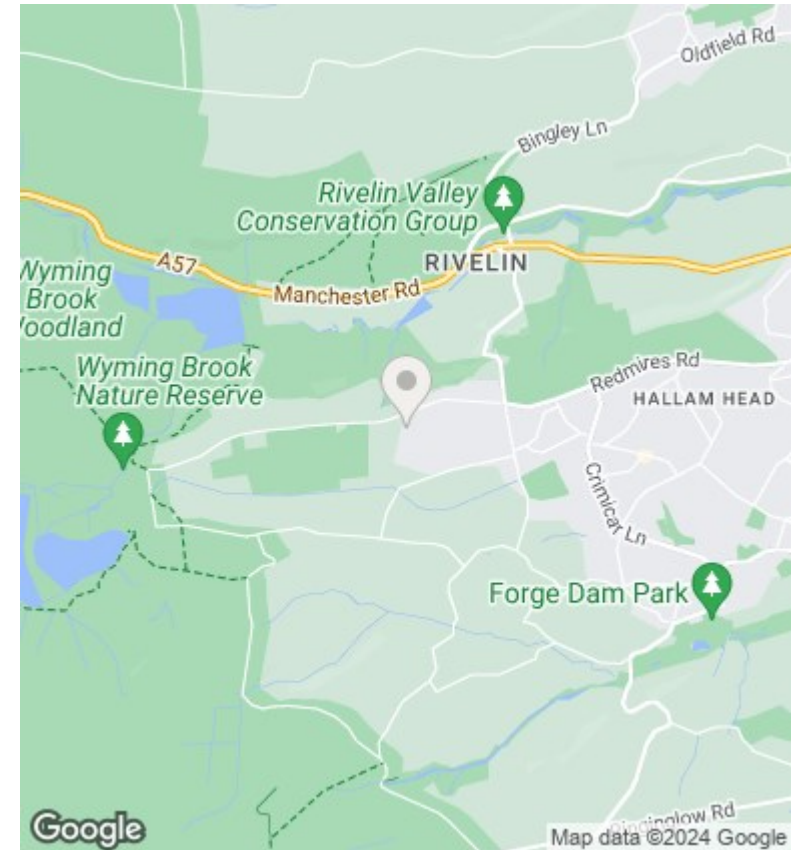 Oldfield Rd
Bingley Ln
Rivelin Valley
Conservation Group
RIVELIN
A57
Manchester Rd
Wyming
Brook
Woodland
Wyming Brook
Nature Reserve
Redmires Rd
HALLAM HEAD
Crimicar Ln
Forge Dam Park
Ringinglow Rd
Google
Map data ©2024 Google